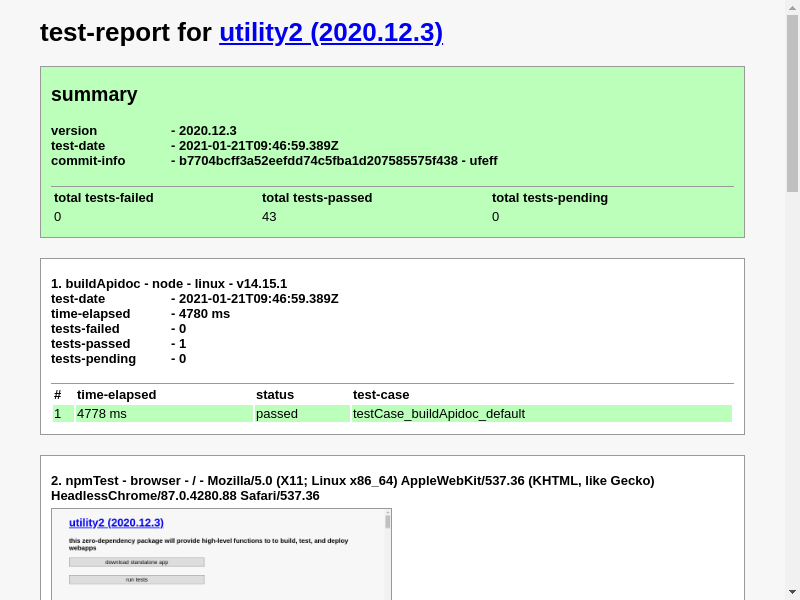 test-report for utility2 (2020.12.3)
summary
version - 2020.12.3
test-date - 2021-01-21T09:46:59.389Z
commit-info - b7704bcff3a52eefdd74c5fba1d207585575f438 - ufeff
total tests-failed total tests-passed total tests-pending
0 43 0
1. buildApidoc - node - linux - v14.15.1
test-date - 2021-01-21T09:46:59.389Z
time-elapsed - 4780 ms
tests-failed - 0
tests-passed - 1
tests-pending - 0
# time-elapsed status test-case
1 4778 ms passed testCase_buildApidoc_default
2. npmTest - browser - / - Mozilla/5.0 (X11; Linux x86_64) AppleWebKit/537.36 (KHTML, like Gecko)
HeadlessChrome/87.0.4280.88 Safari/537.36
utility2 (2020.12.3)
this zero-dependency package will provide high-level functions to to build, test, and deploy
webapps
download standalone app
run tests